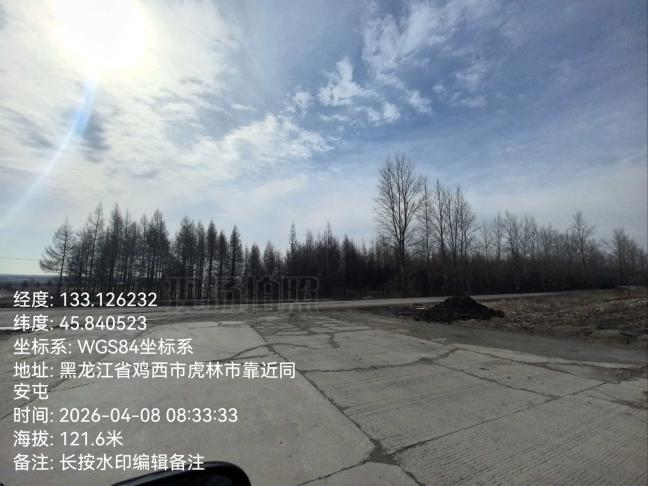 经度: 133.126232
纬度: 45.840523
坐标系: WGS84坐标系
地址: 黑龙江省鸡西市虎林市靠近同
安屯
时间: 2026-04-08 08:33:33
海拔: 121.6米
备注: 长按水印编辑备注